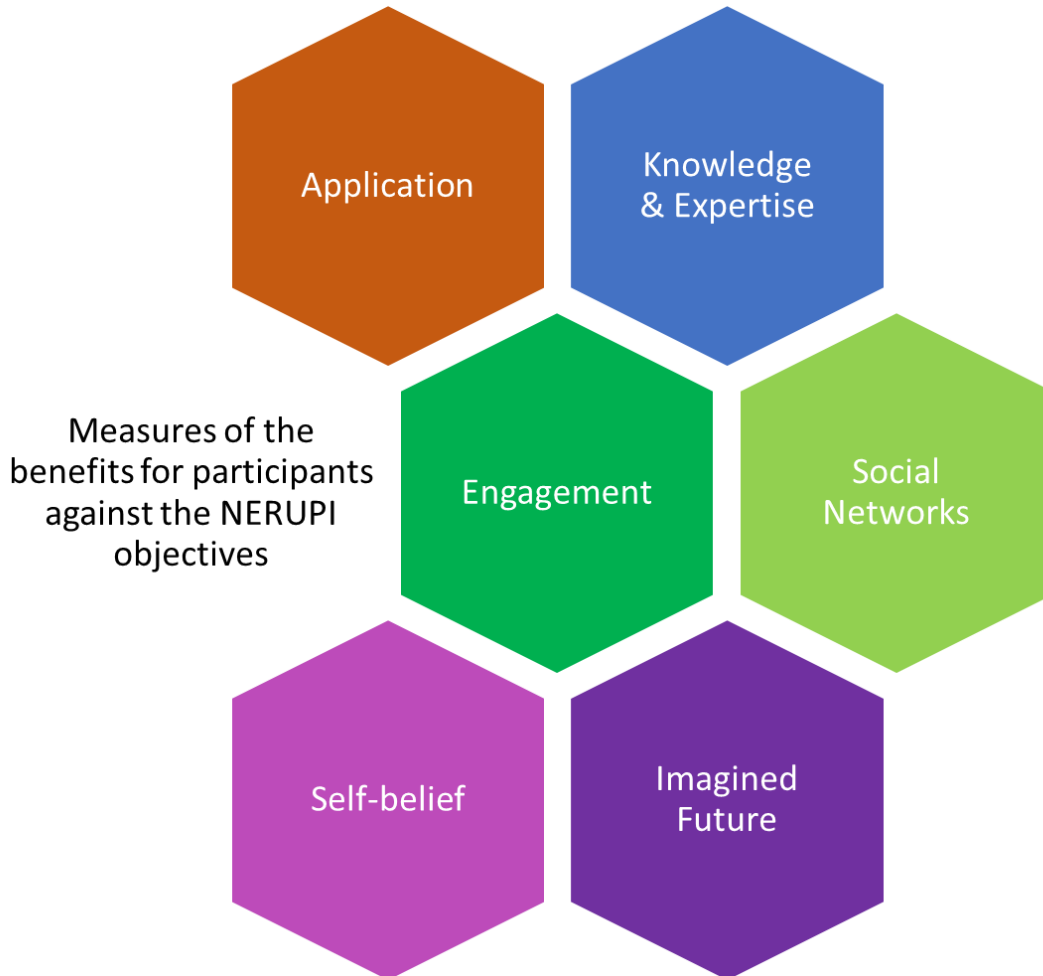 Application
Knowledge
& Expertise
Measures of the
benefits for participants
against the NERUPI
objectives
Engagement
Social
Networks
Self-belief
Imagined
Future